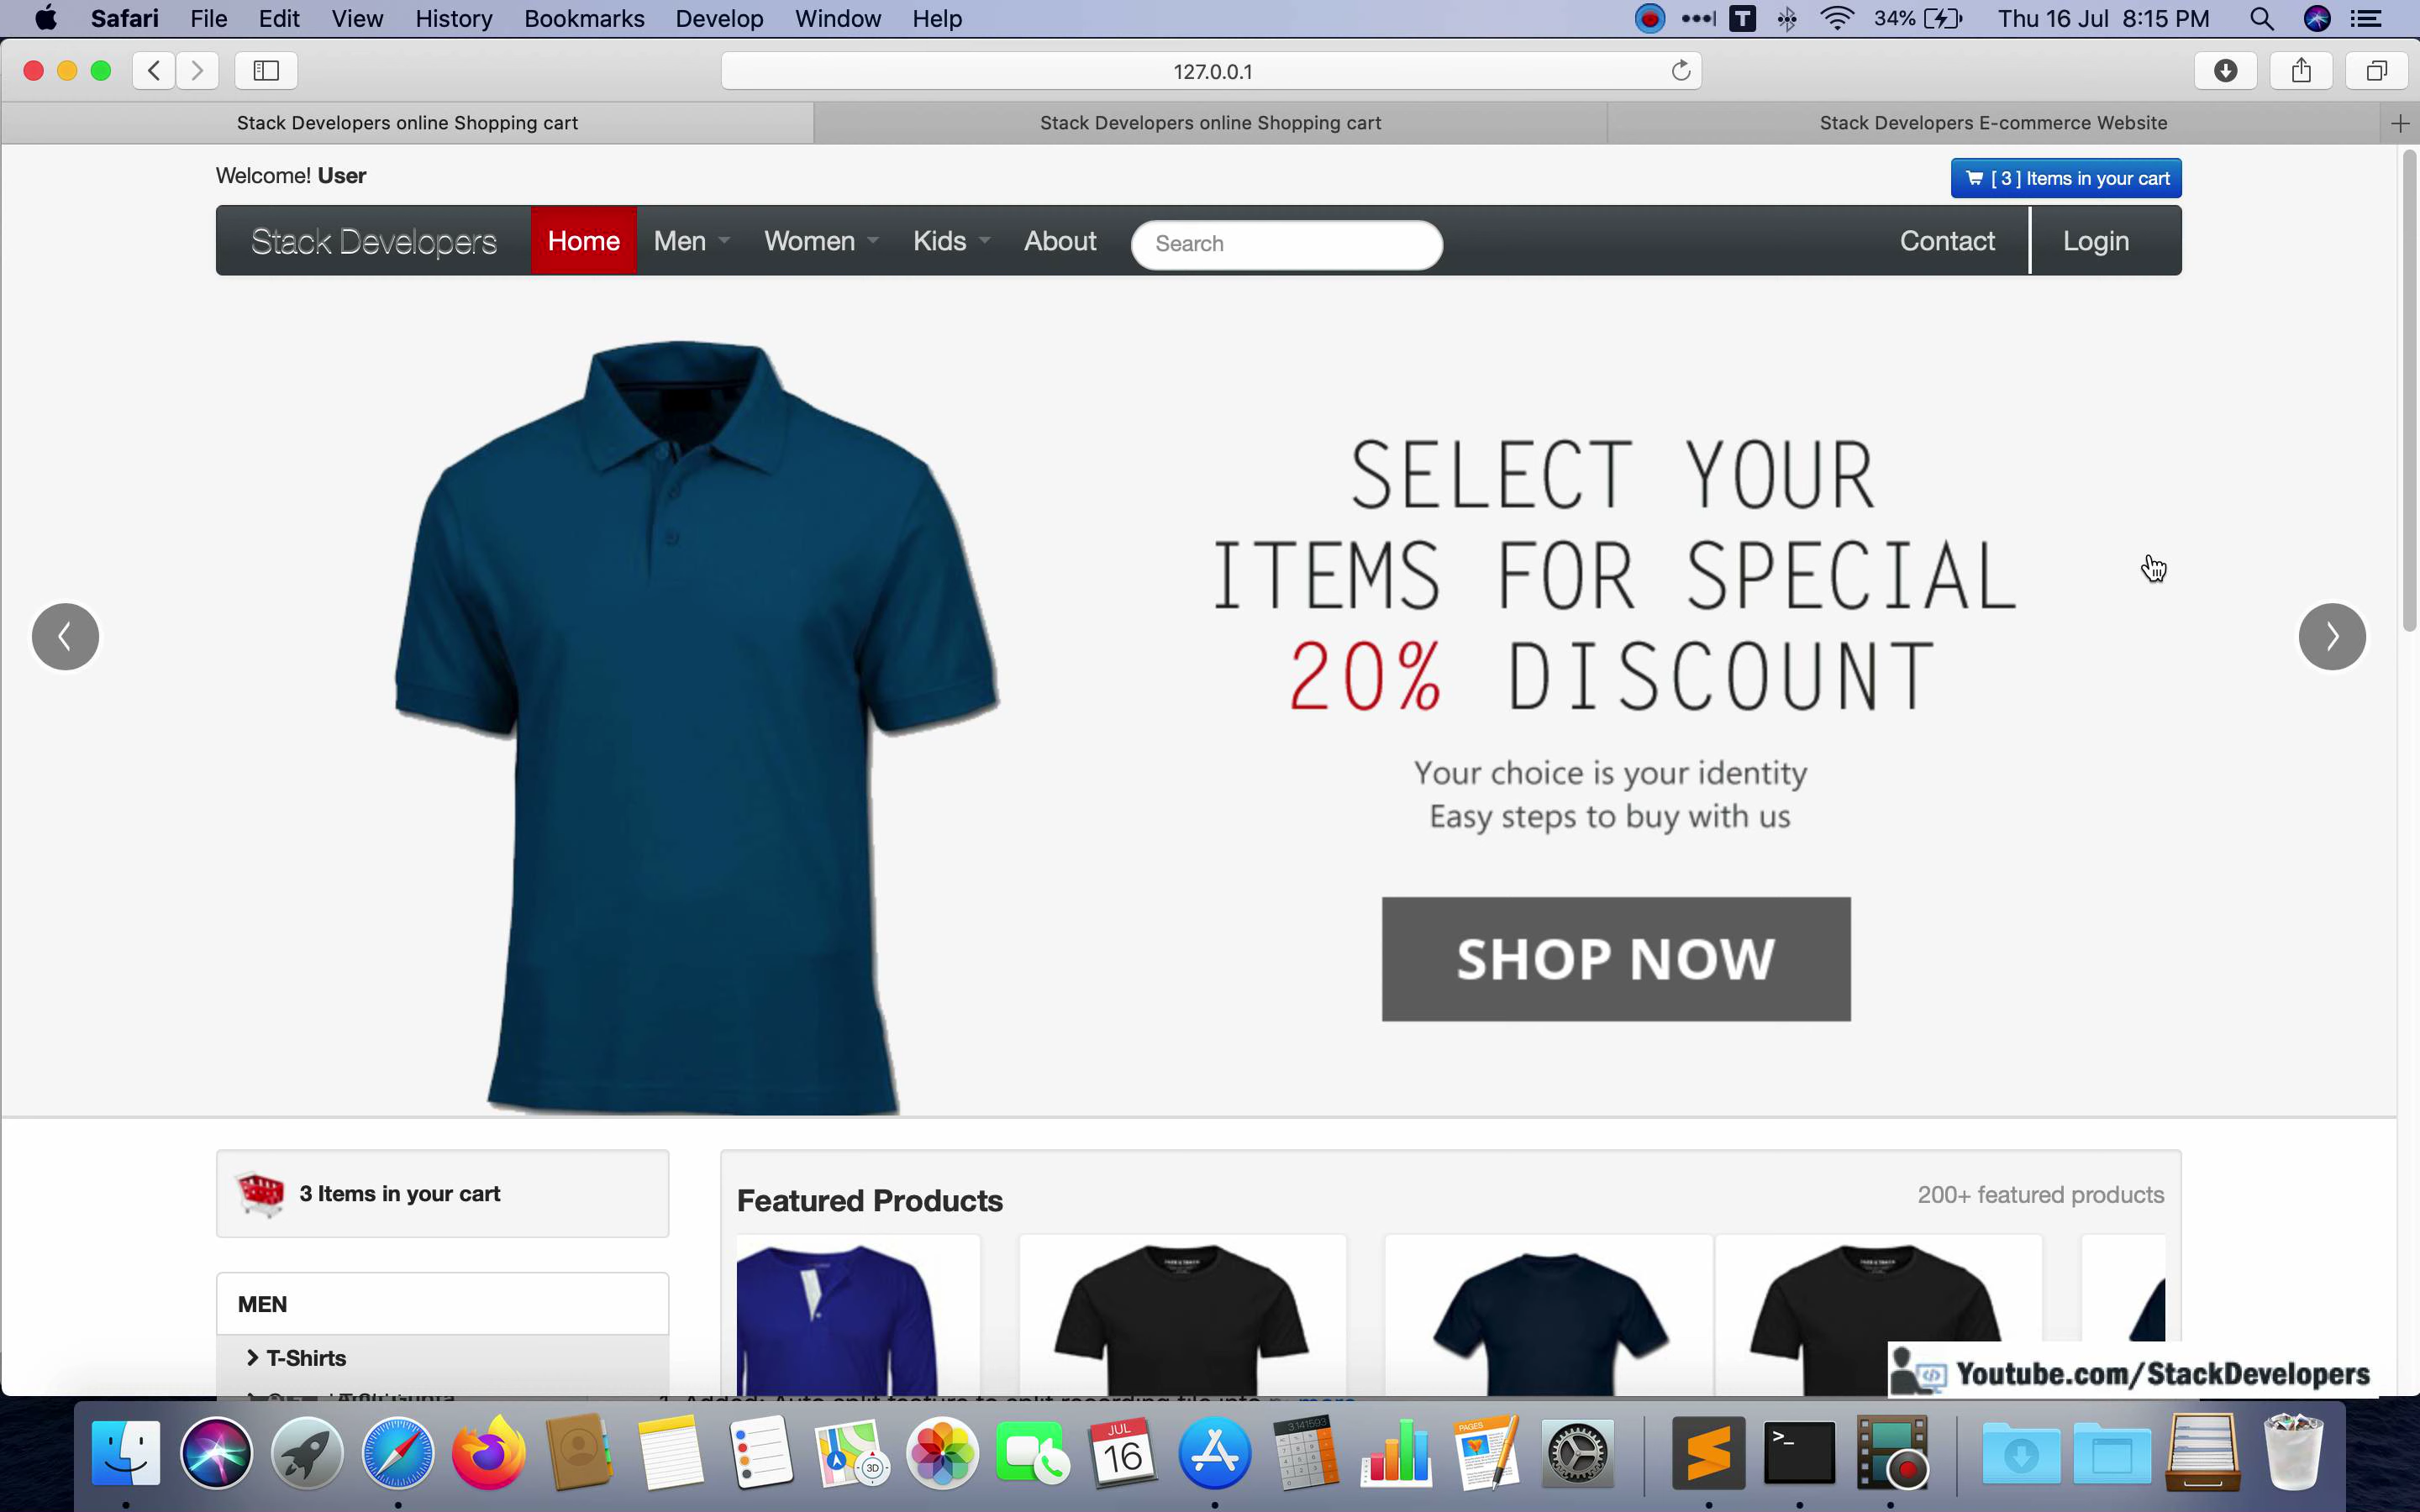 Safari File Edit View History Bookmarks Develop Window Help
34% Thu 16 Jul 8:15 PM
127.0.0.1
Stack Developers online Shopping cart
Stack Developers online Shopping cart
Stack Developers E-commerce Website
Welcome! User
[ 3 ] Items in your cart
Stack Developers Home Men Women Kids About Search Contact Login
SELECT YOUR
ITEMS FOR SPECIAL
20% DISCOUNT
Your choice is your identity
Easy steps to buy with us
SHOP NOW
3 Items in your cart
Featured Products
200+ featured products
MEN
T-Shirts
Youtube.com/StackDevelopers
JUL
16
3D
PAGES